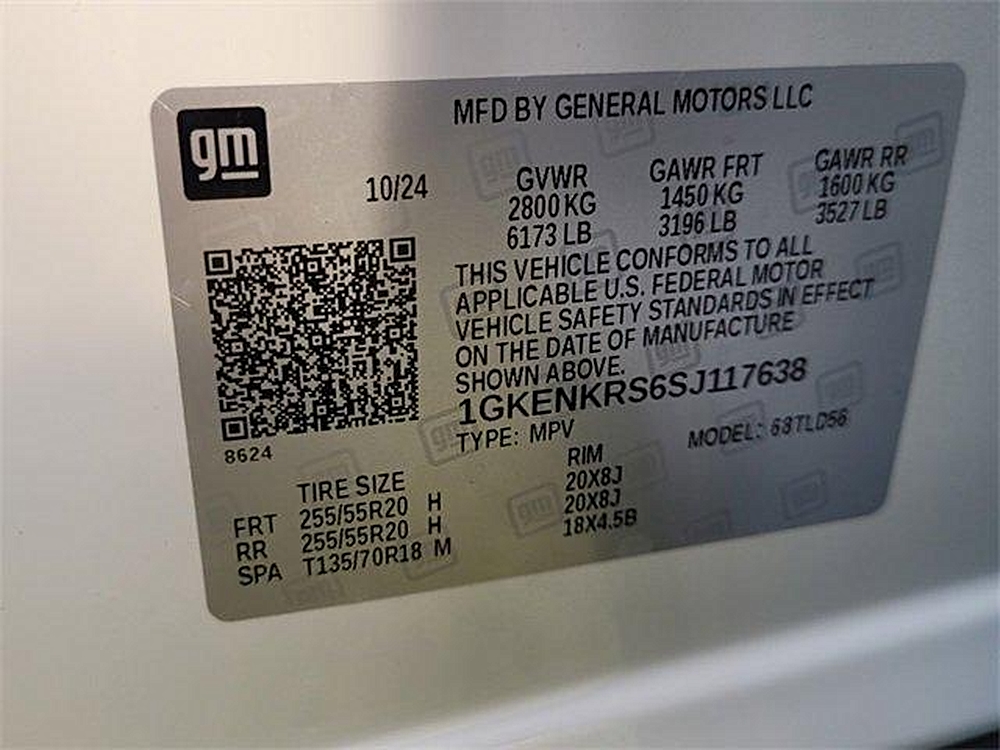 gm
MFD BY GENERAL MOTORS LLC
10/24
GVWR GAWR FRT GAWR RR
2800 KG 1450 KG 1600 KG
6173 LB 3196 LB 3527 LB
THIS VEHICLE CONFORMS TO ALL
APPLICABLE U.S. FEDERAL MOTOR
VEHICLE SAFETY STANDARDS IN EFFECT
ON THE DATE OF MANUFACTURE
SHOWN ABOVE.
1GKENKRS6SJ117638
TYPE: MPV MODEL:
8624
TIRE SIZE RIM
FRT 255/55R20 H 20X8J
RR 255/55R20 H 20X8J
SPA T135/70R18 M 18X4.5B